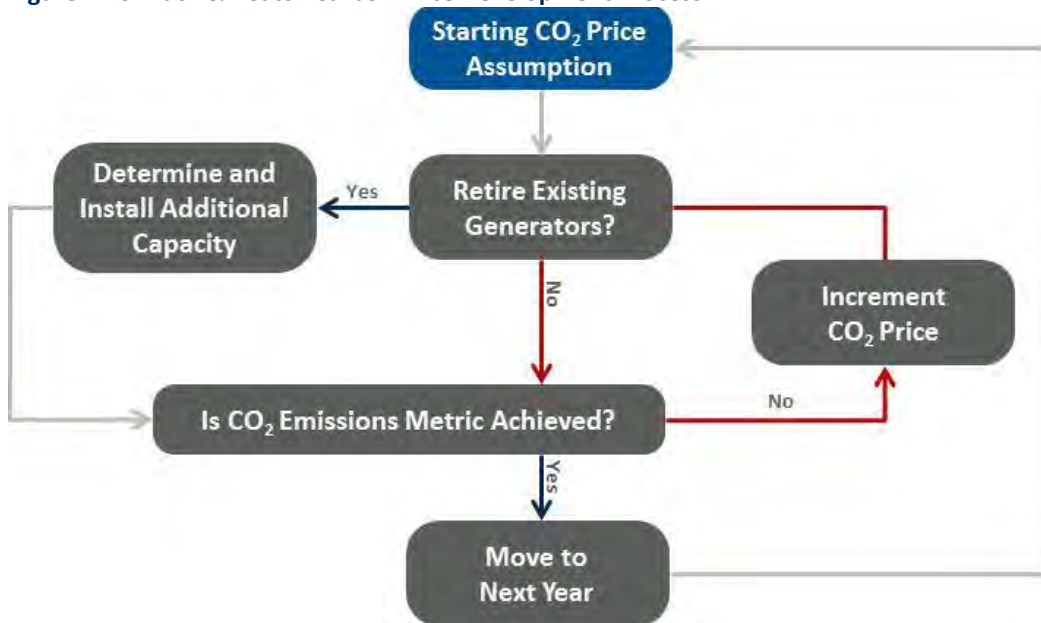 Starting CO₂ Price
Assumption
Determine and
Install Additional
Capacity
Yes
Retire Existing
Generators?
No
Increment
CO₂ Price
Is CO₂ Emissions Metric Achieved?
No
Yes
Move to
Next Year